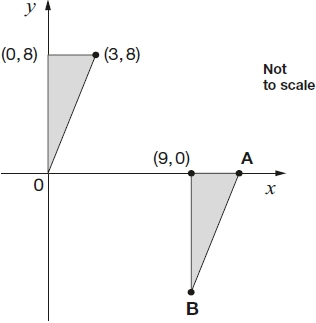 y
(0, 8)
(3, 8)
Not
to scale
(9, 0)
A
0
x
B